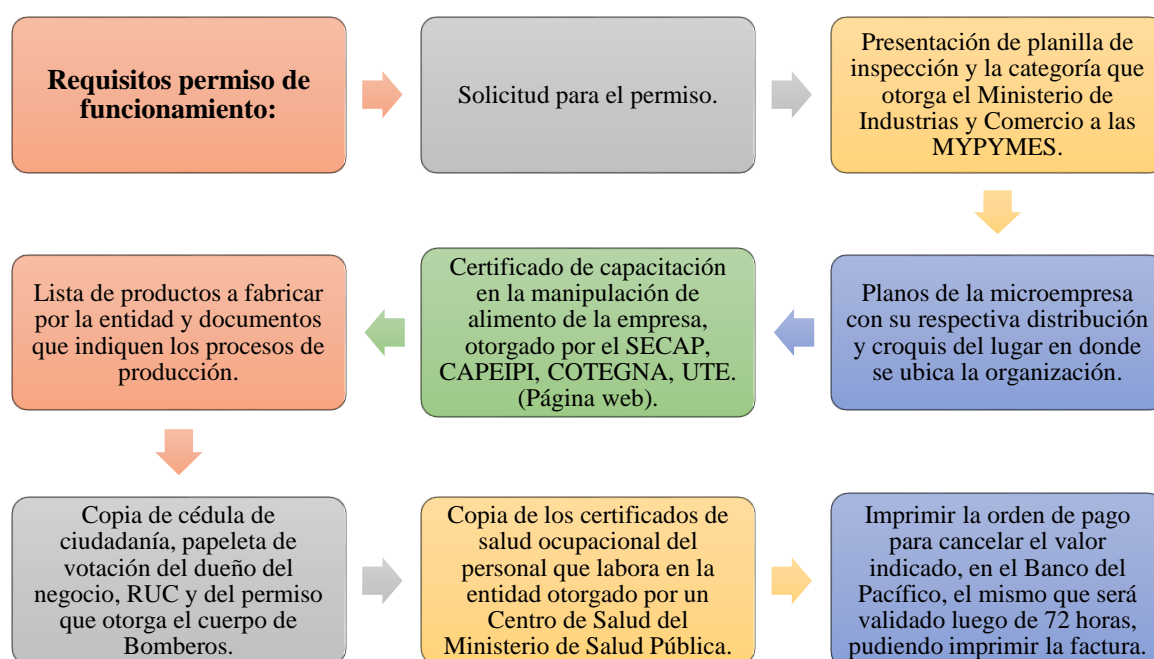 Requisitos permiso de
funcionamiento:
Solicitud para el permiso.
Presentación de planilla de
inspección y la categoría que
otorga el Ministerio de
Industrias y Comercio a las
MYPYMES.
Planos de la microempresa
con su respectiva distribución
y croquis del lugar en donde
se ubica la organización.
Certificado de capacitación
en la manipulación de
alimento de la empresa,
otorgado por el SECAP,
CAPEIPI, COTEGNA, UTE.
(Página web).
Lista de productos a fabricar
por la entidad y documentos
que indiquen los procesos de
producción.
Copia de cédula de
ciudadanía, papeleta de
votación del dueño del
negocio, RUC y del permiso
que otorga el cuerpo de
Bomberos.
Copia de los certificados de
salud ocupacional del
personal que labora en la
entidad otorgado por un
Centro de Salud del
Ministerio de Salud Pública.
Imprimir la orden de pago
para cancelar el valor
indicado, en el Banco del
Pacífico, el mismo que será
validado luego de 72 horas,
pudiendo imprimir la factura.